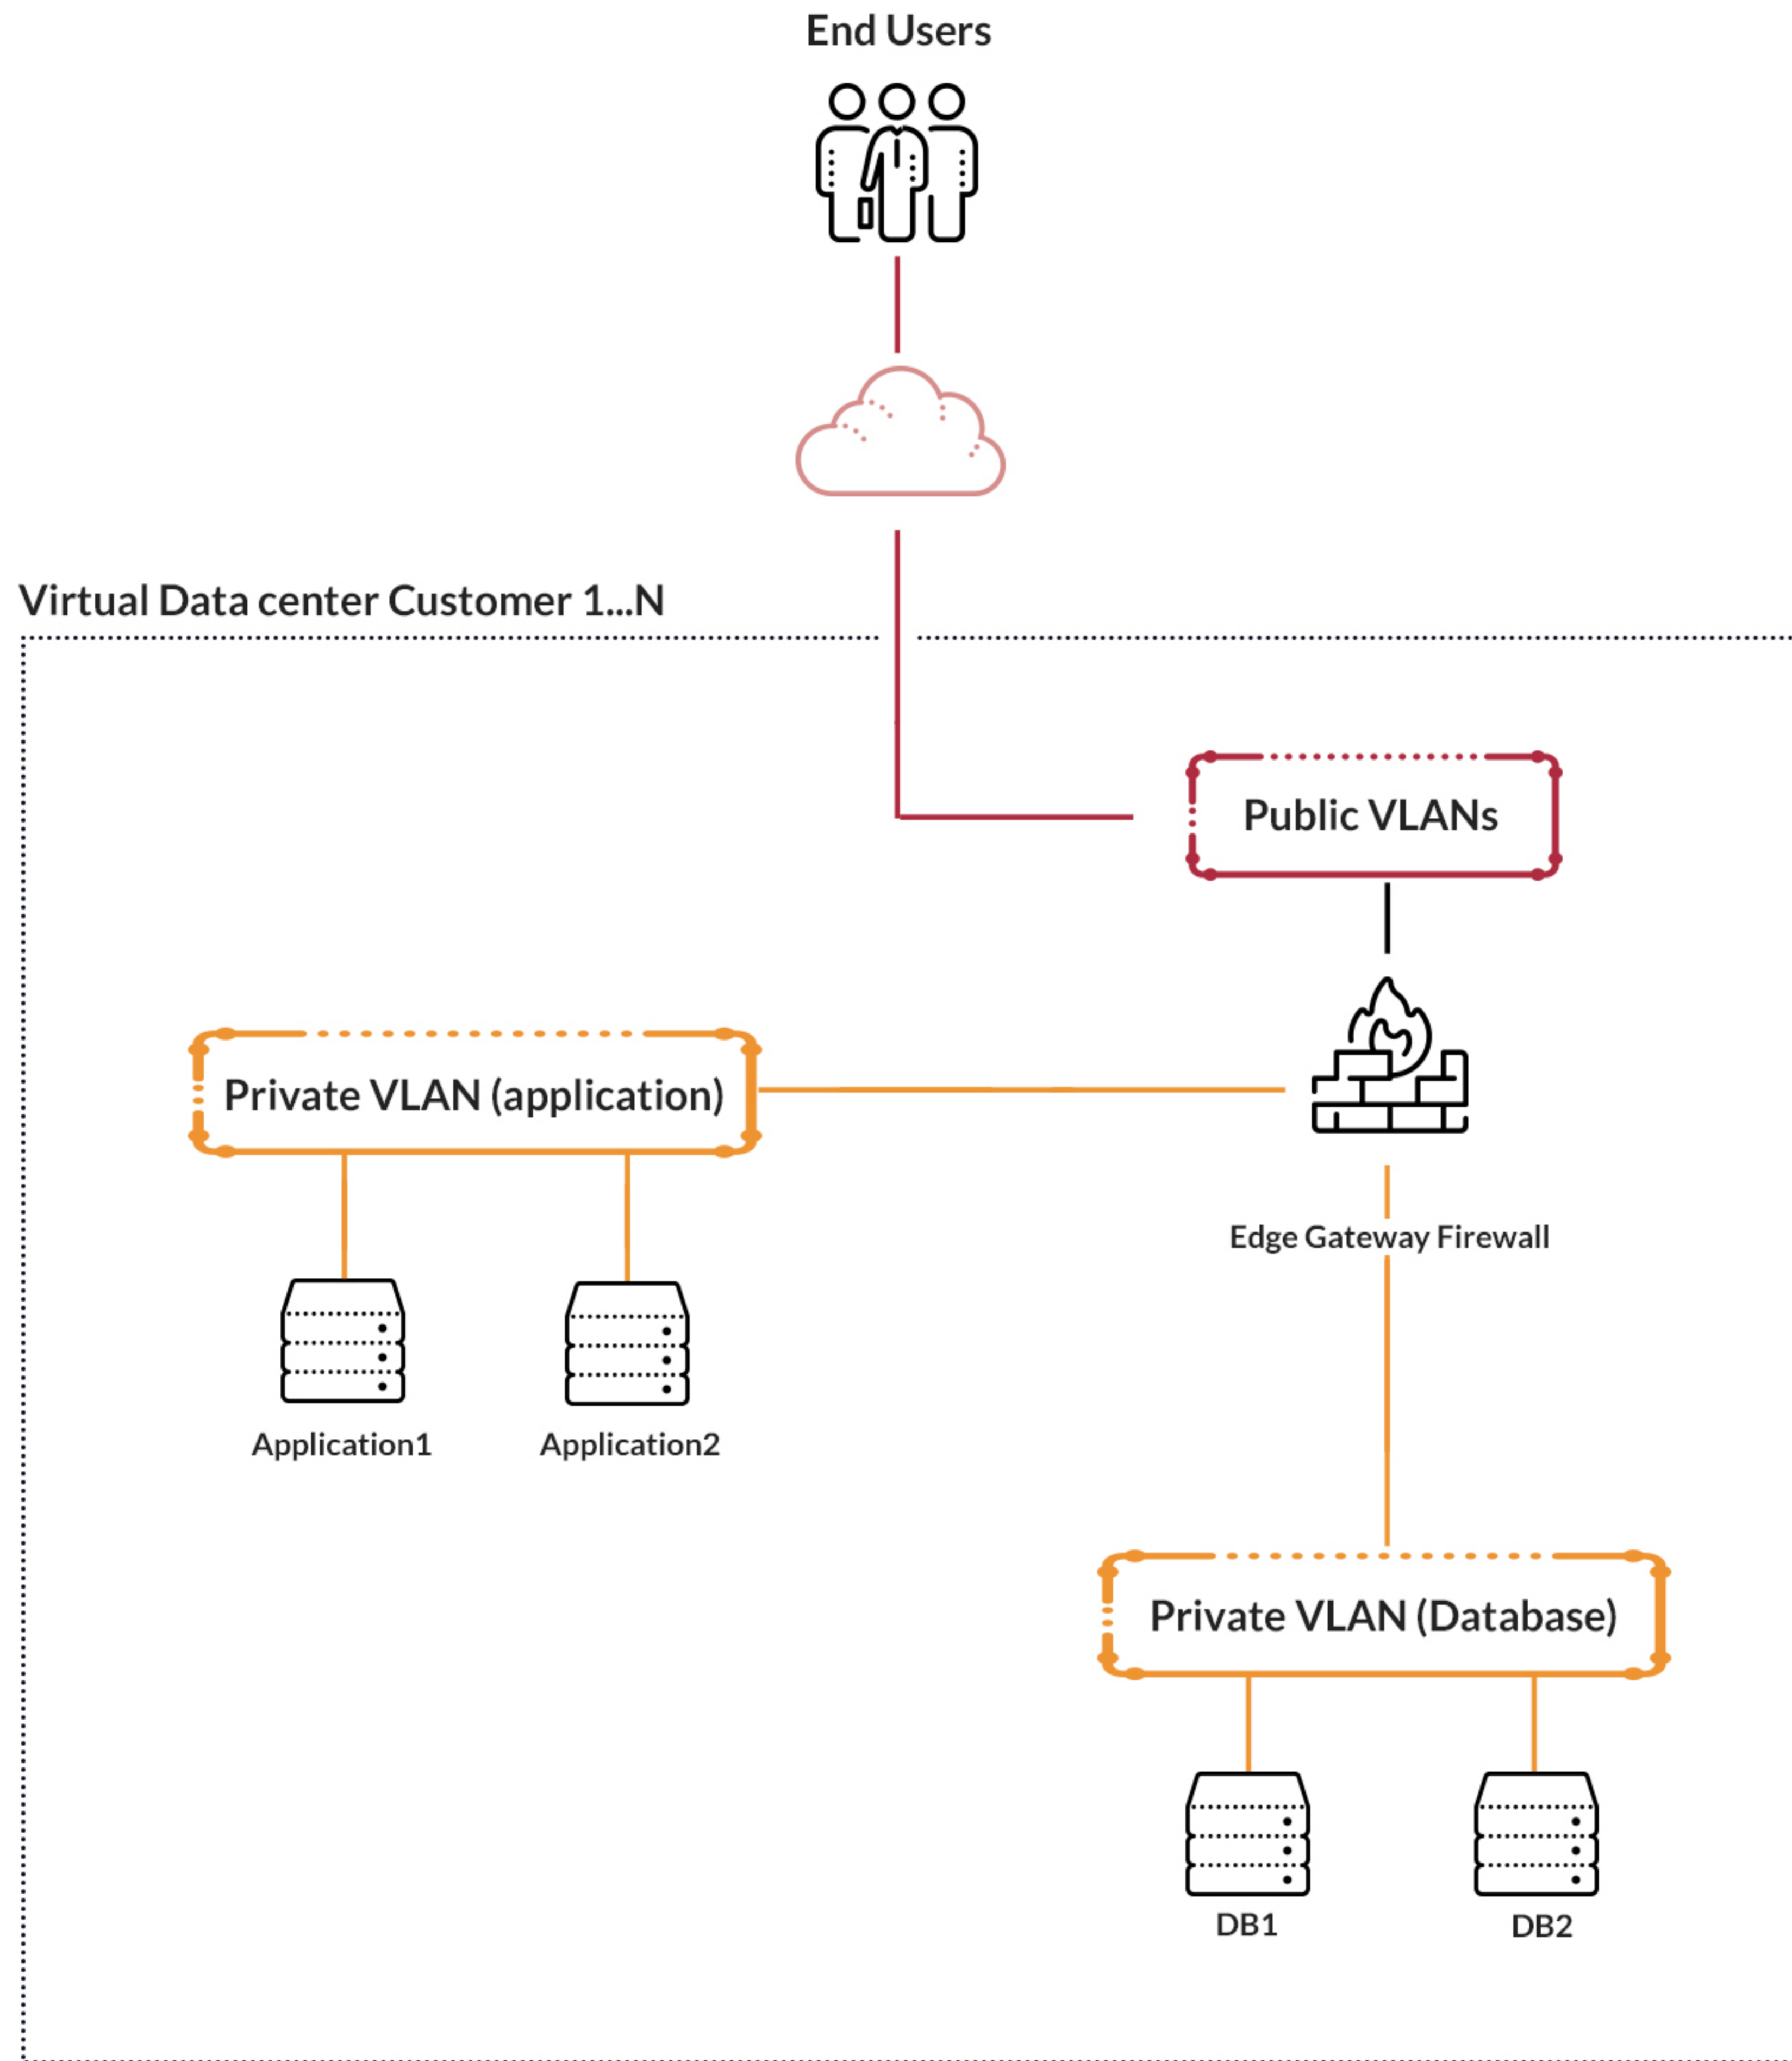 End Users
Virtual Data center Customer 1...N
Public VLANs
Private VLAN (application)
Edge Gateway Firewall
Application1
Application2
Private VLAN (Database)
DB1
DB2